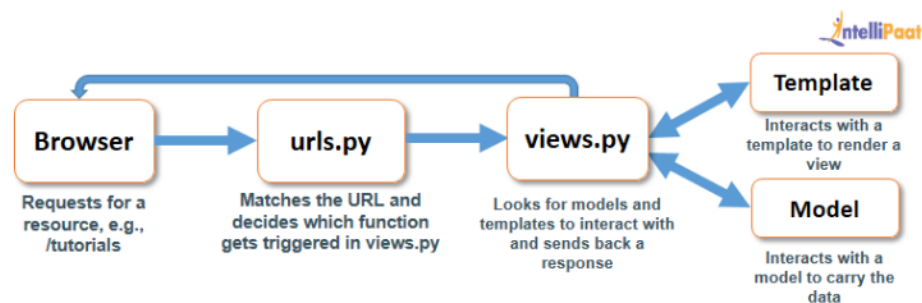 intelliPaat
Browser
Requests for a
resource, e.g.,
/tutorials
urls.py
Matches the URL and
decides which function
gets triggered in views.py
views.py
Looks for models and
templates to interact with
and sends back a
response
Template
Interacts with a
template to render a
view
Model
Interacts with a
model to carry the
data